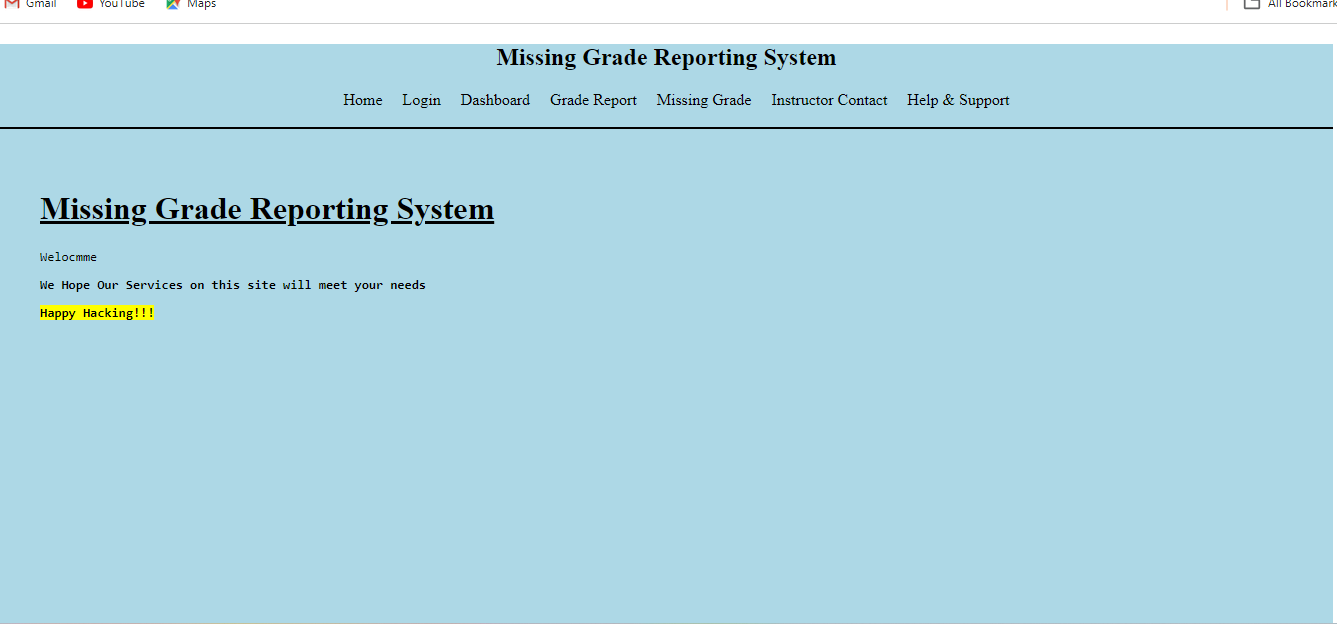 Gmail YouTube Maps All Bookmark
Missing Grade Reporting System
Home Login Dashboard Grade Report Missing Grade Instructor Contact Help & Support
Missing Grade Reporting System
Welocmme
We Hope Our Services on this site will meet your needs
Happy Hacking!!!